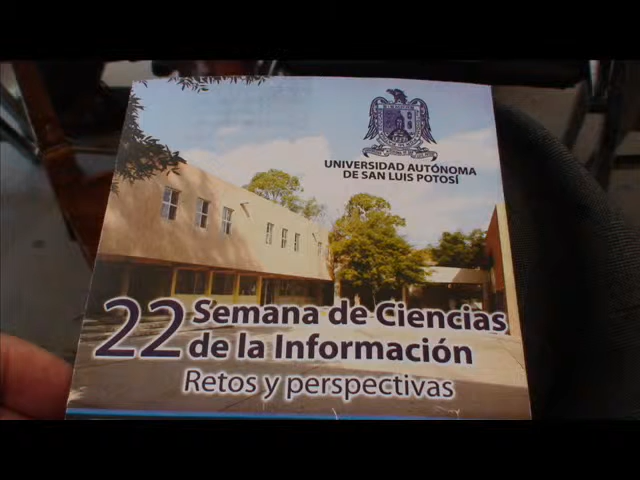 UNIVERSIDAD AUTÓNOMA
DE SAN LUIS POTOSÍ
22 Semana de Ciencias
de la Información
Retos y perspectivas